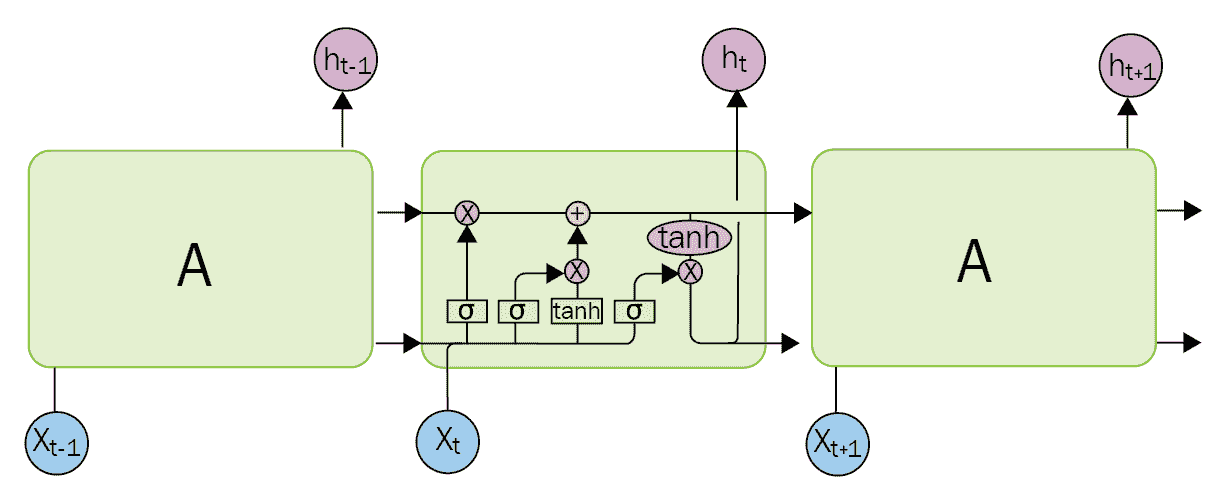 h_{t-1}
h_t
h_{t+1}
A
X
+
tanh
X
X
σ
σ
tanh
σ
A
X_{t-1}
X_t
X_{t+1}